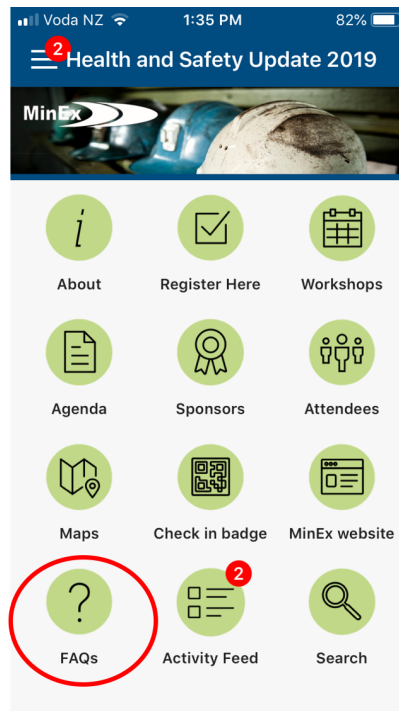 Voda NZ 1:35 PM 82%
2
Health and Safety Update 2019
MinEx
About Register Here Workshops
Agenda Sponsors Attendees
Maps Check in badge MinEx website
?
2
FAQs Activity Feed Search